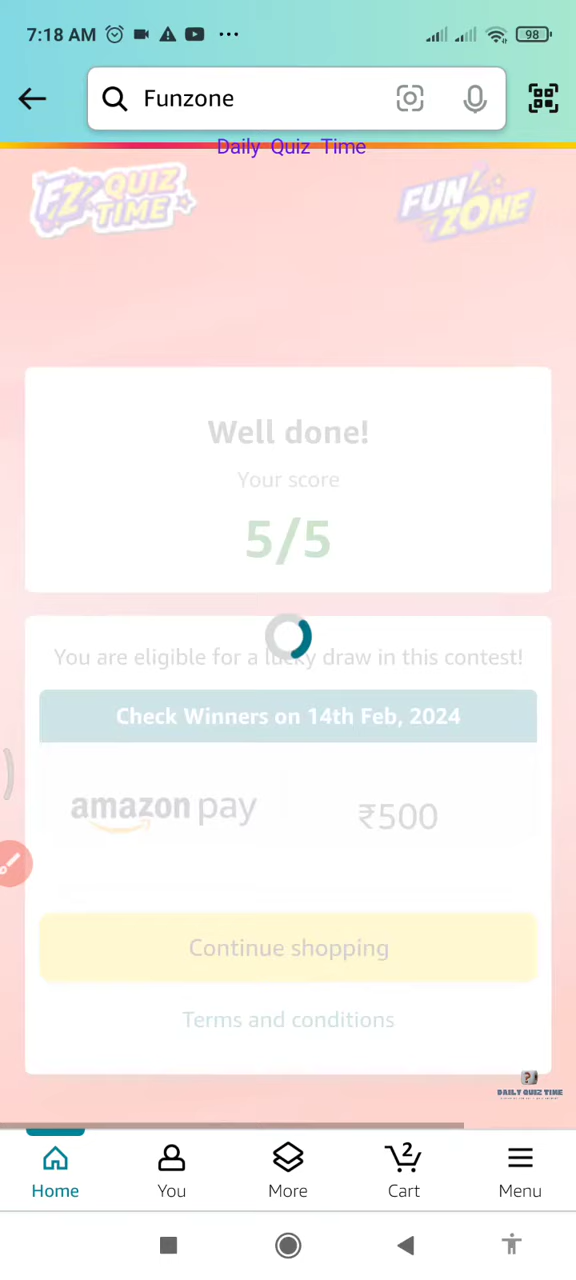 7:18 AM ... 98
Funzone
Daily Quiz Time
FZ QUIZ TIME
FUN ZONE
Well done!
Your score
5/5
You are eligible for a lucky draw in this contest!
Check Winners on 14th Feb, 2024
amazon pay ₹500
Continue shopping
Terms and conditions
DAILY QUIZ TIME
2
Home You More Cart Menu